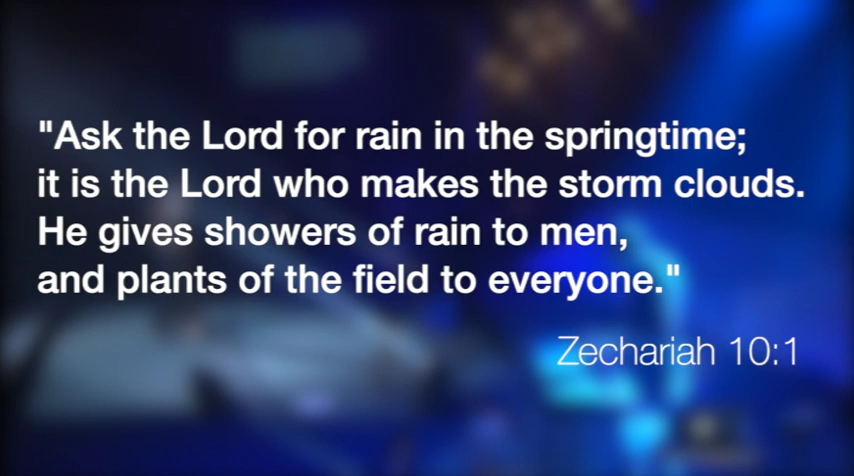 "Ask the Lord for rain in the springtime;
it is the Lord who makes the storm clouds.
He gives showers of rain to men,
and plants of the field to everyone."
Zechariah 10:1